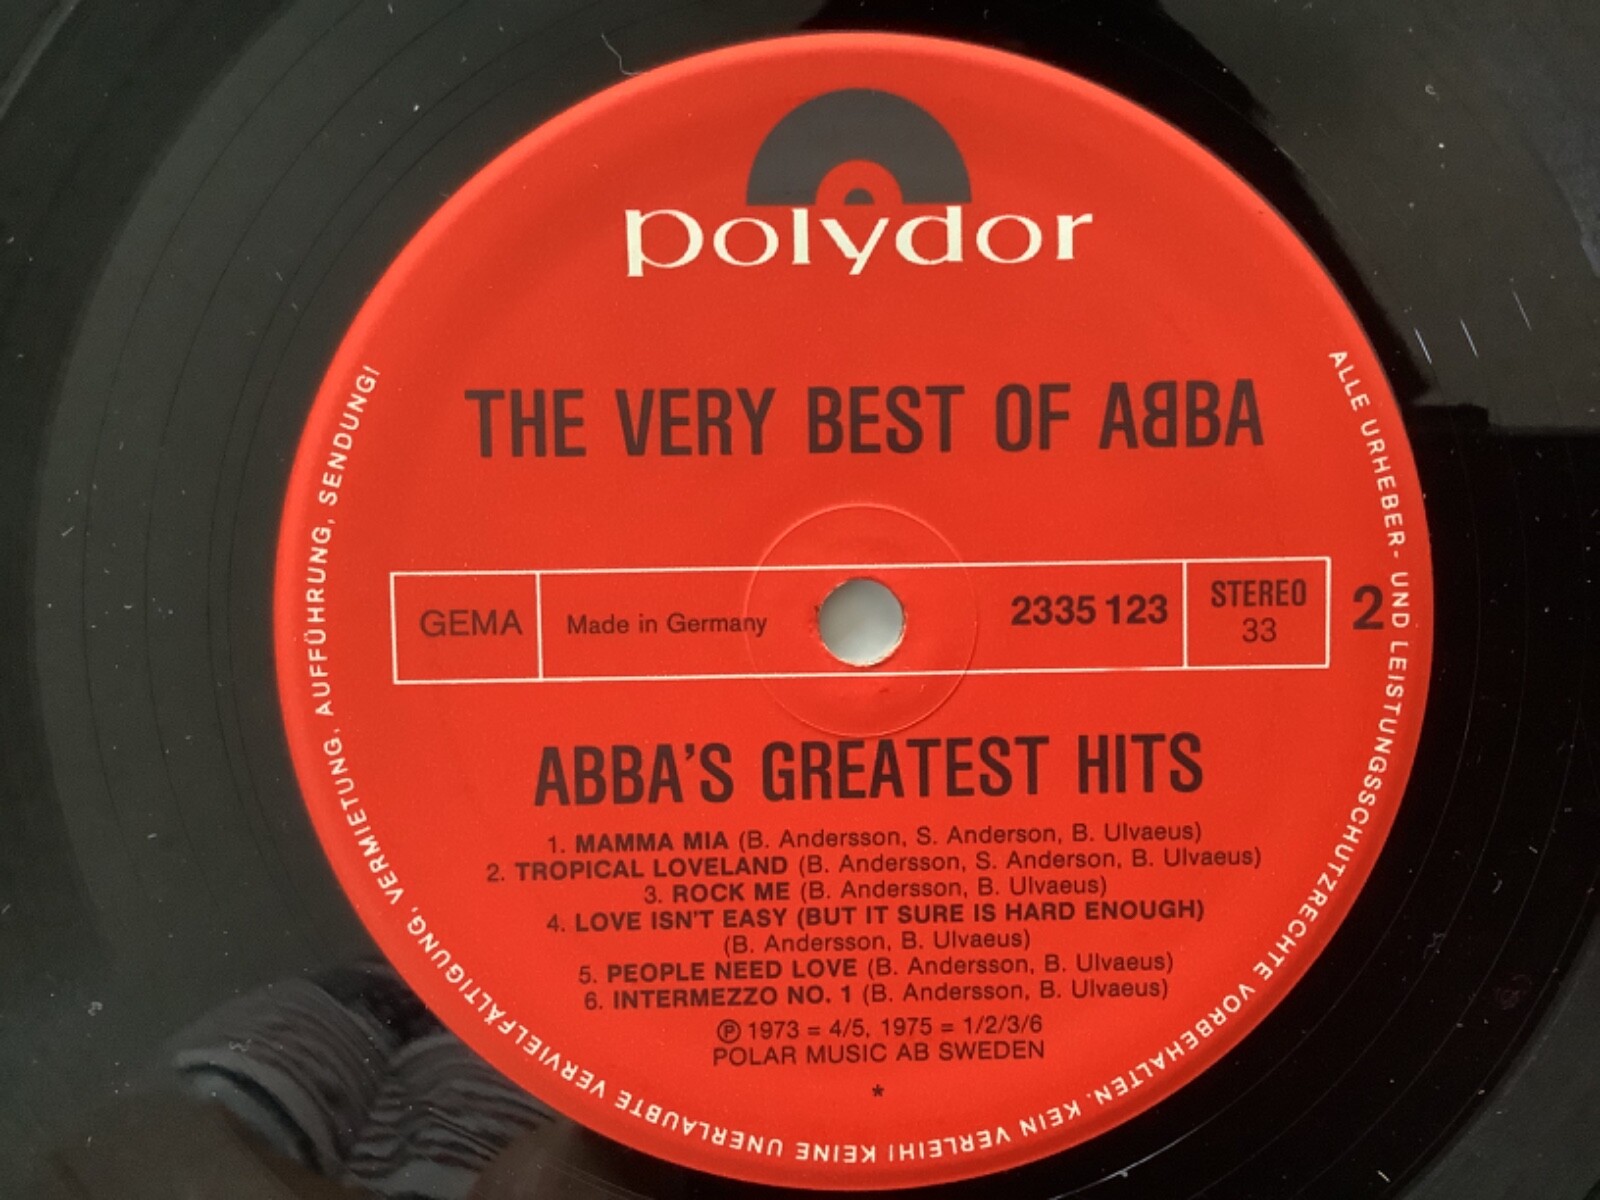 polydor
THE VERY BEST OF AᗺBA
GEMA
Made in Germany
2335 123
STEREO
33
2
ABBA'S GREATEST HITS
1. MAMMA MIA (B. Andersson, S. Anderson, B. Ulvaeus)
2. TROPICAL LOVELAND (B. Andersson, S. Anderson, B. Ulvaeus)
3. ROCK ME (B. Andersson, B. Ulvaeus)
4. LOVE ISN'T EASY (BUT IT SURE IS HARD ENOUGH)
(B. Andersson, B. Ulvaeus)
5. PEOPLE NEED LOVE (B. Andersson, B. Ulvaeus)
6. INTERMEZZO NO. 1 (B. Andersson, B. Ulvaeus)
℗ 1973 = 4/5, 1975 = 1/2/3/6
POLAR MUSIC AB SWEDEN
*
ALLE URHEBER- UND LEISTUNGSSCHUTZRECHTE VORBEHALTEN. KEIN VERLEIH! KEINE UNERLAUBTE VERVIELFÄLTIGUNG, VERMIETUNG, AUFFÜHRUNG, SENDUNG!